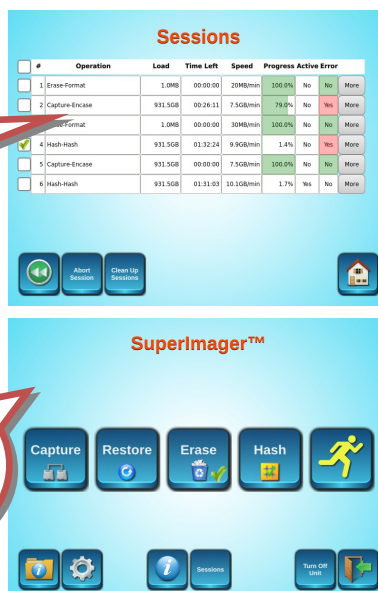 Sessions
# Operation Load Time Left Speed Progress Active Error
1 Erase-Format 1.0MB 00:00:00 20MB/min 100.0% No No More
2 Capture-Encase 931.5GB 00:26:11 7.5GB/min 79.0% No Yes More
-Format 1.0MB 00:00:00 30MB/min 100.0% No No More
4 Hash-Hash 931.5GB 01:32:24 9.9GB/min 1.4% No Yes More
5 Capture-Encase 931.5GB 00:00:00 7.5GB/min 100.0% No No More
6 Hash-Hash 931.5GB 01:31:03 10.1GB/min 1.7% Yes No More
Abort Session
Clean Up Sessions
SuperImager™
Capture Restore Erase Hash
Sessions
Turn Off Unit